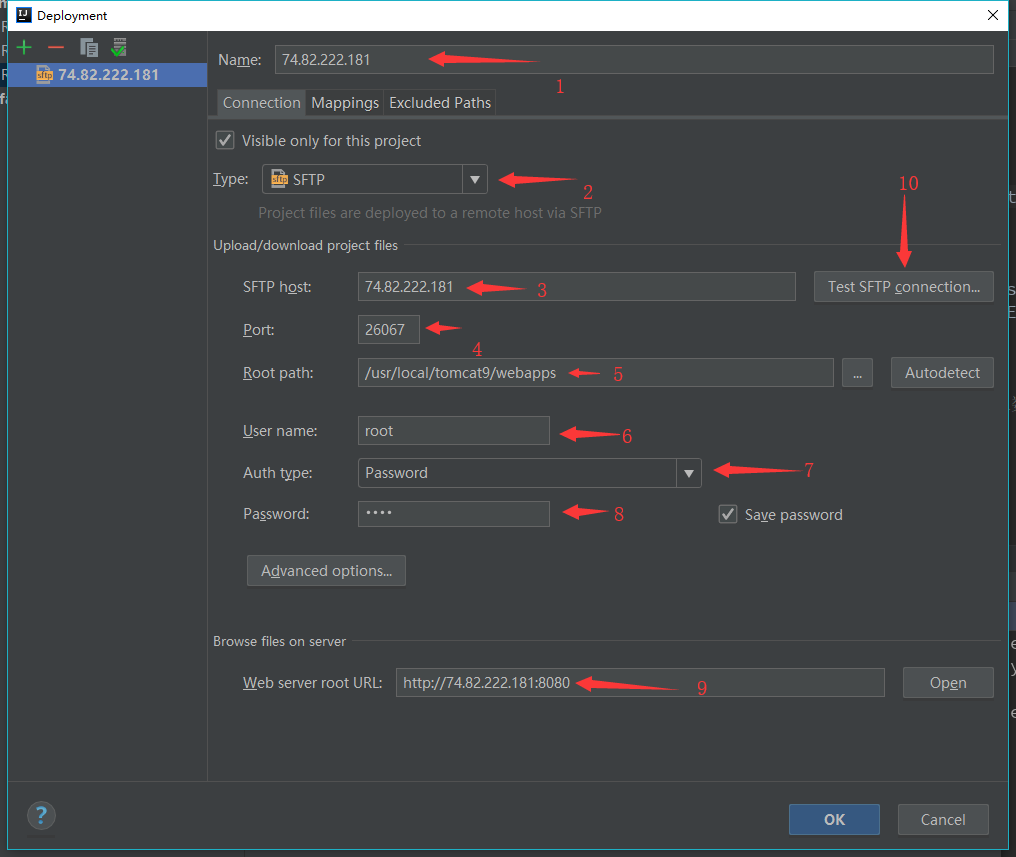 Deployment
74.82.222.181
Name: 74.82.222.181
1
Connection Mappings Excluded Paths
Visible only for this project
Type: SFTP
2
10
Project files are deployed to a remote host via SFTP
Upload/download project files
SFTP host: 74.82.222.181 3 Test SFTP connection...
Port: 26067
4
Root path: /usr/local/tomcat9/webapps 5 ... Autodetect
User name: root 6
Auth type: Password 7
Password: •••• 8 Save password
Advanced options...
Browse files on server
Web server root URL: http://74.82.222.181:8080 9 Open
? OK Cancel